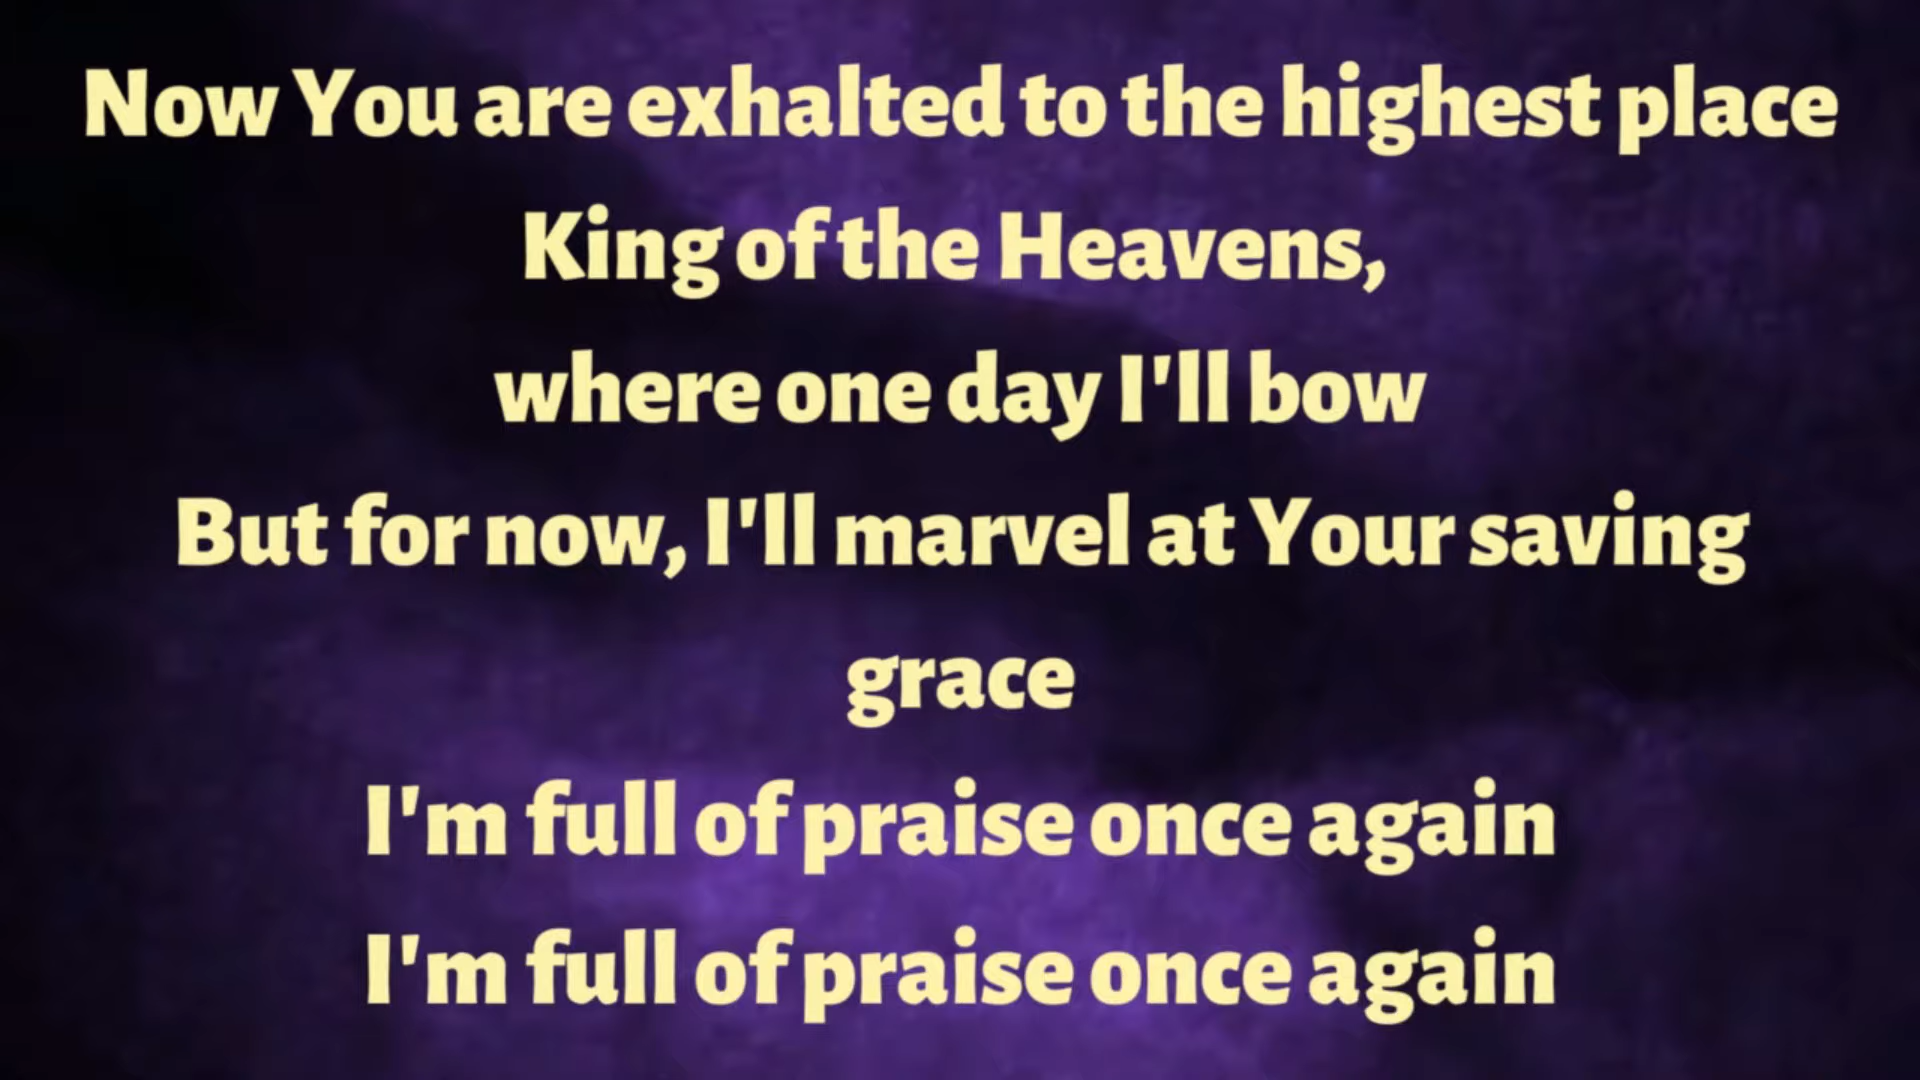 Now You are exhalted to the highest place
King of the Heavens,
where one day I'll bow
But for now, I'll marvel at Your saving
grace
I'm full of praise once again
I'm full of praise once again